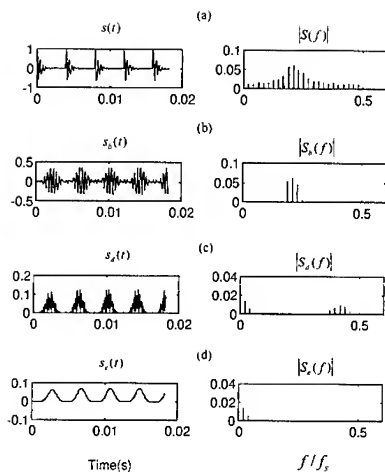 (a)
s(t) |S(f)|
1 0.1
0 0.05
-1 0
0 0.01 0.02 0 0.5
(b)
s_b(t) |S_b(f)|
0.5 0.1
0 0.05
-0.5 0
0 0.01 0.02 0 0.5
(c)
s_d(t) |S_d(f)|
0.2 0.04
0.1 0.02
0 0
0 0.01 0.02 0 0.5
(d)
s_e(t) |S_e(f)|
0.1 0.04
0 0.02
-0.1 0
0 0.01 0.02 0 0.5
Time(s) f/f_s